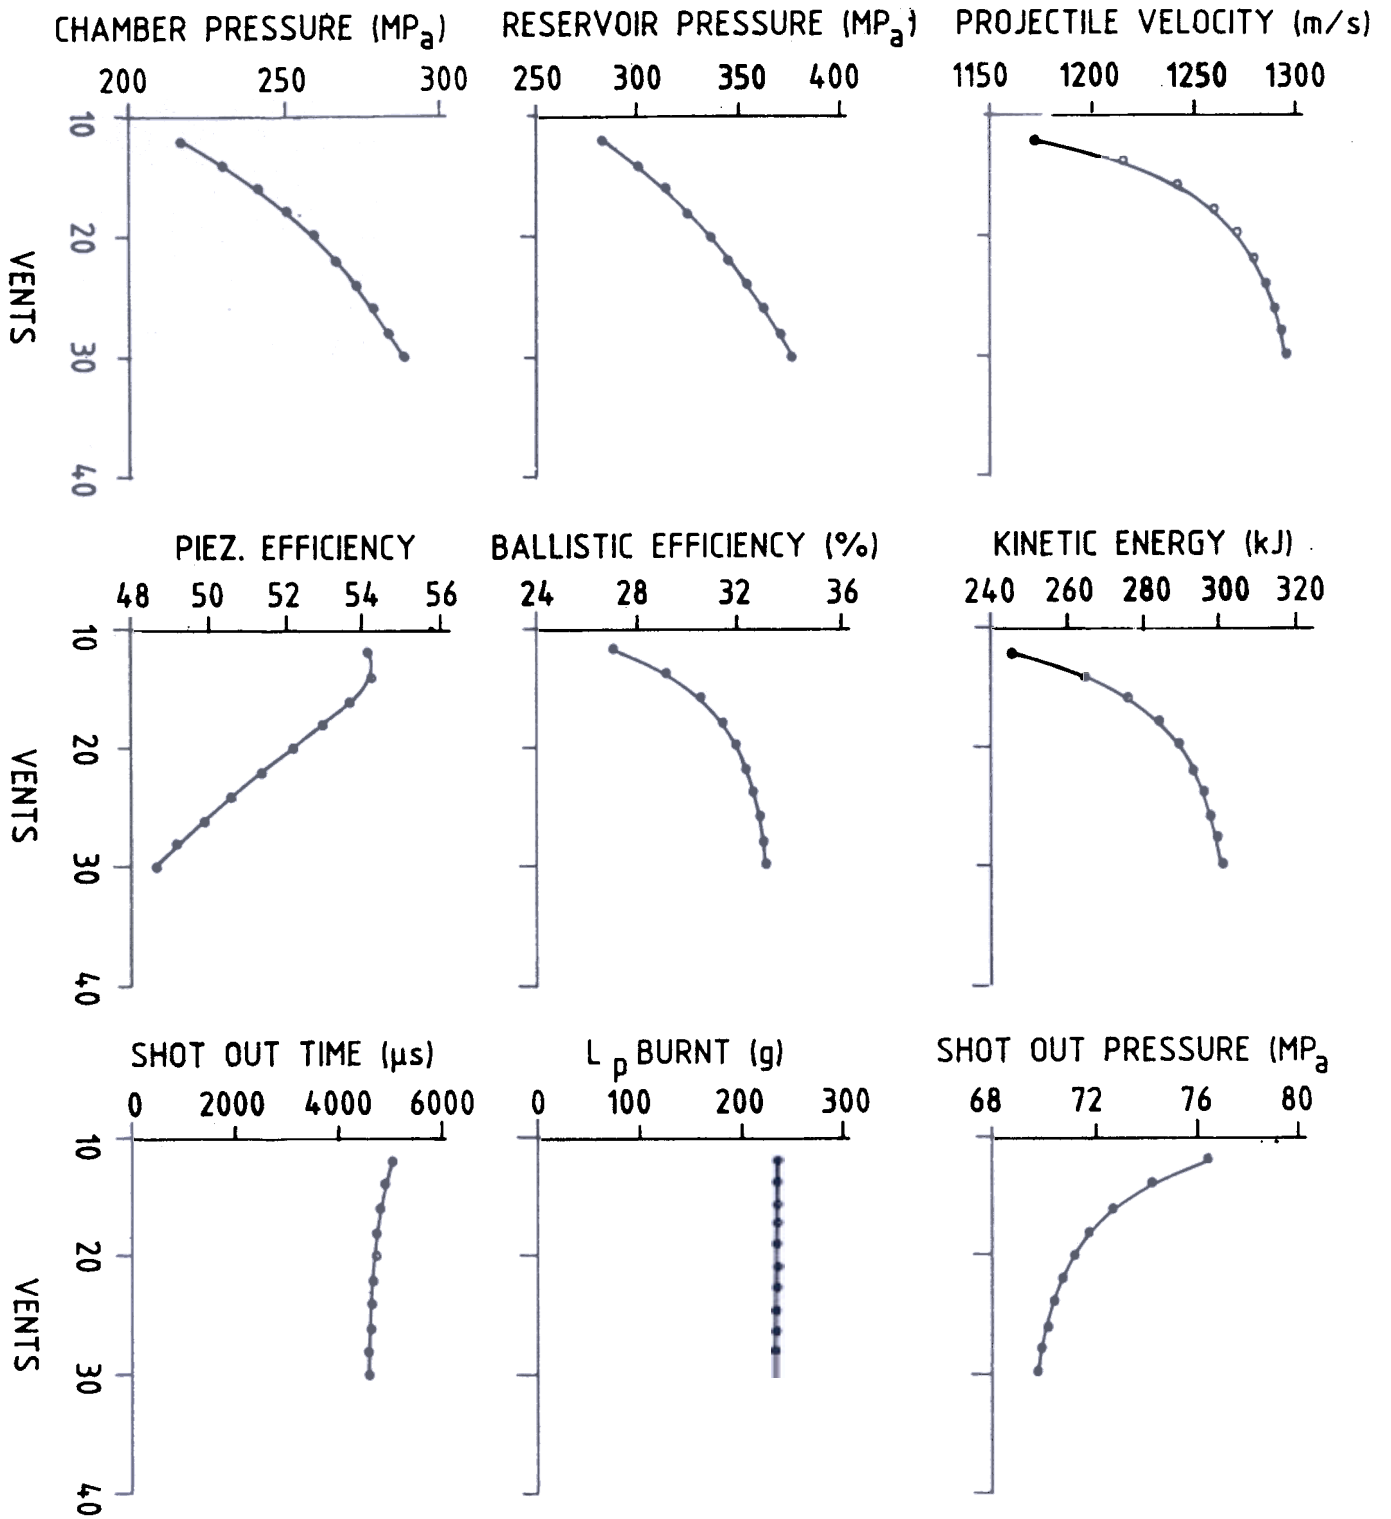 CHAMBER PRESSURE (MPa)
200 250 300
10
20
30
40
VENTS
RESERVOIR PRESSURE (MPa)
250 300 350 400
PROJECTILE VELOCITY (m/s)
1150 1200 1250 1300
PIEZ. EFFICIENCY
48 50 52 54 56
10
20
30
40
VENTS
BALLISTIC EFFICIENCY (%)
24 28 32 36
KINETIC ENERGY (kJ)
240 260 280 300 320
SHOT OUT TIME (μs)
0 2000 4000 6000
10
20
30
40
VENTS
Lp BURNT (g)
0 100 200 300
SHOT OUT PRESSURE (MPa
68 72 76 80